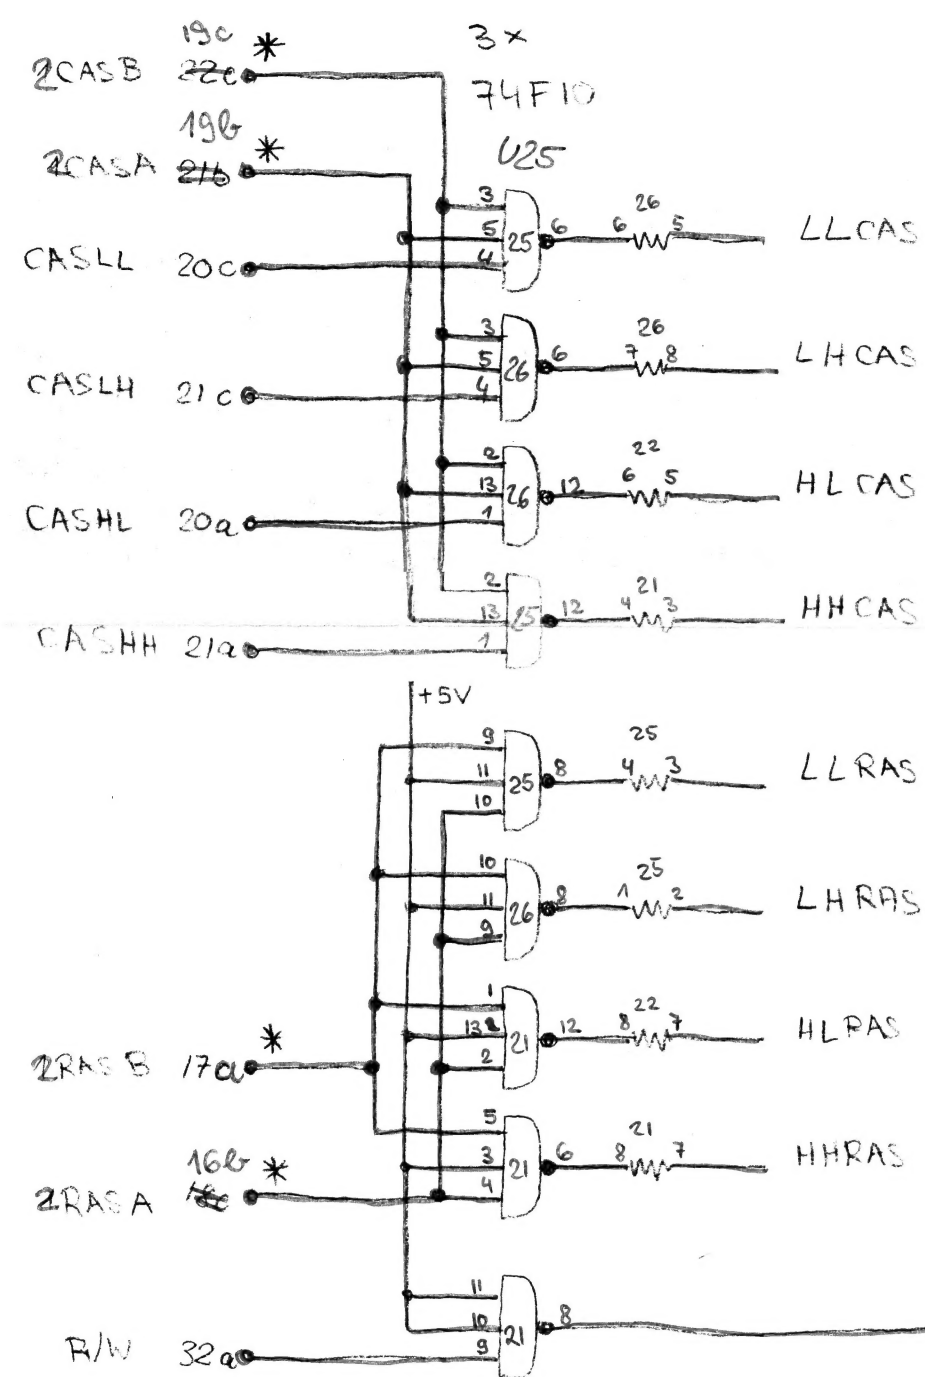 19c *
2CASB 22c
3×
74F10
19b *
2CASA 21b
U25
3
5 25 6 6 26 5 LLCAS
CASLL 20c 4
3
5 26 6 7 26 8 LHCAS
CASLH 21c 4
2
13 26 12 6 22 5 HLCAS
CASHL 20a 1
2
13 25 12 4 21 3 HHCAS
CASHH 21a 1
+5V
9
11 25 8 4 25 3 LLRAS
10
10
11 26 8 1 25 2 LHRAS
9
1
13 21 12 8 22 7 HLRAS
2RASB 17a * 2
5
3 21 6 8 21 7 HHRAS
16b *
2RASA 4
11
10 21 8
R/W 32a 9